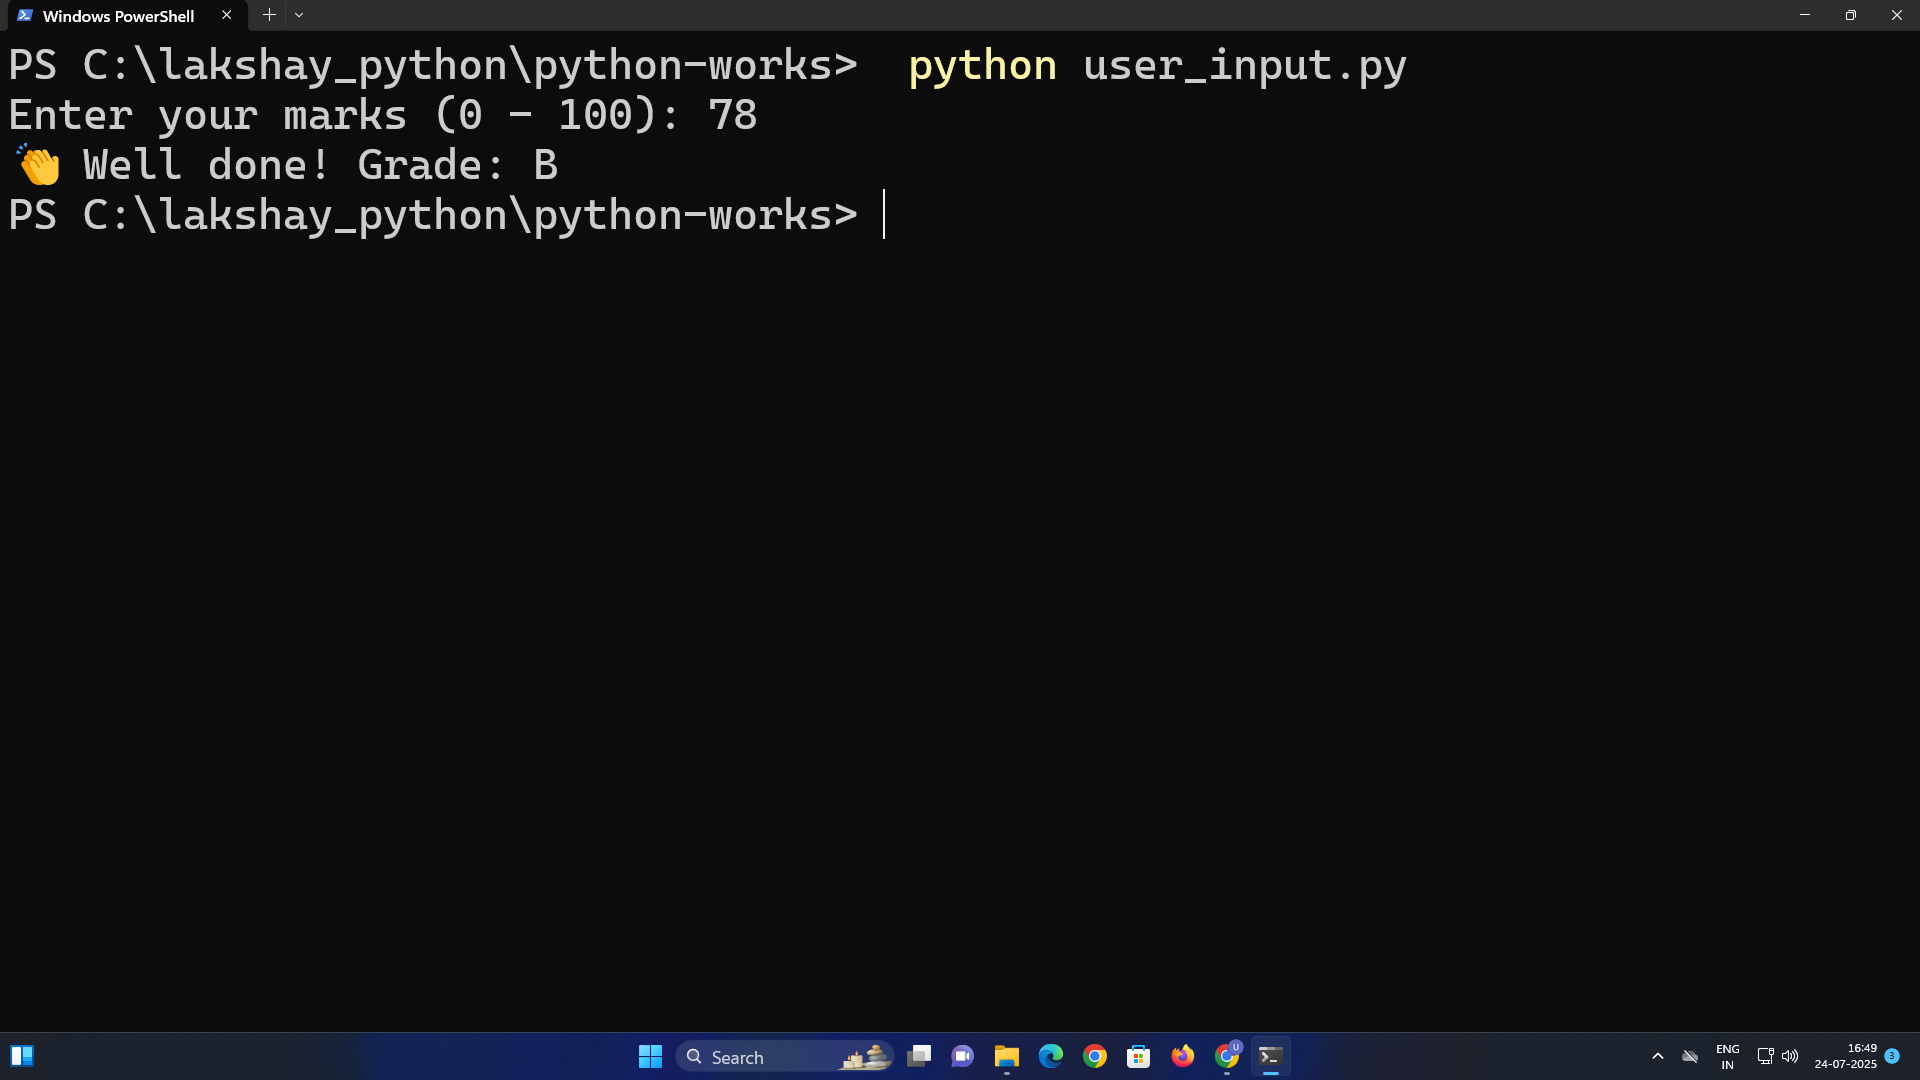 Windows PowerShell
PS C:\lakshay_python\python-works>  python user_input.py
Enter your marks (0 - 100): 78
👏 Well done! Grade: B
PS C:\lakshay_python\python-works>
Search
U
ENG
IN
16:49
24-07-2025
3